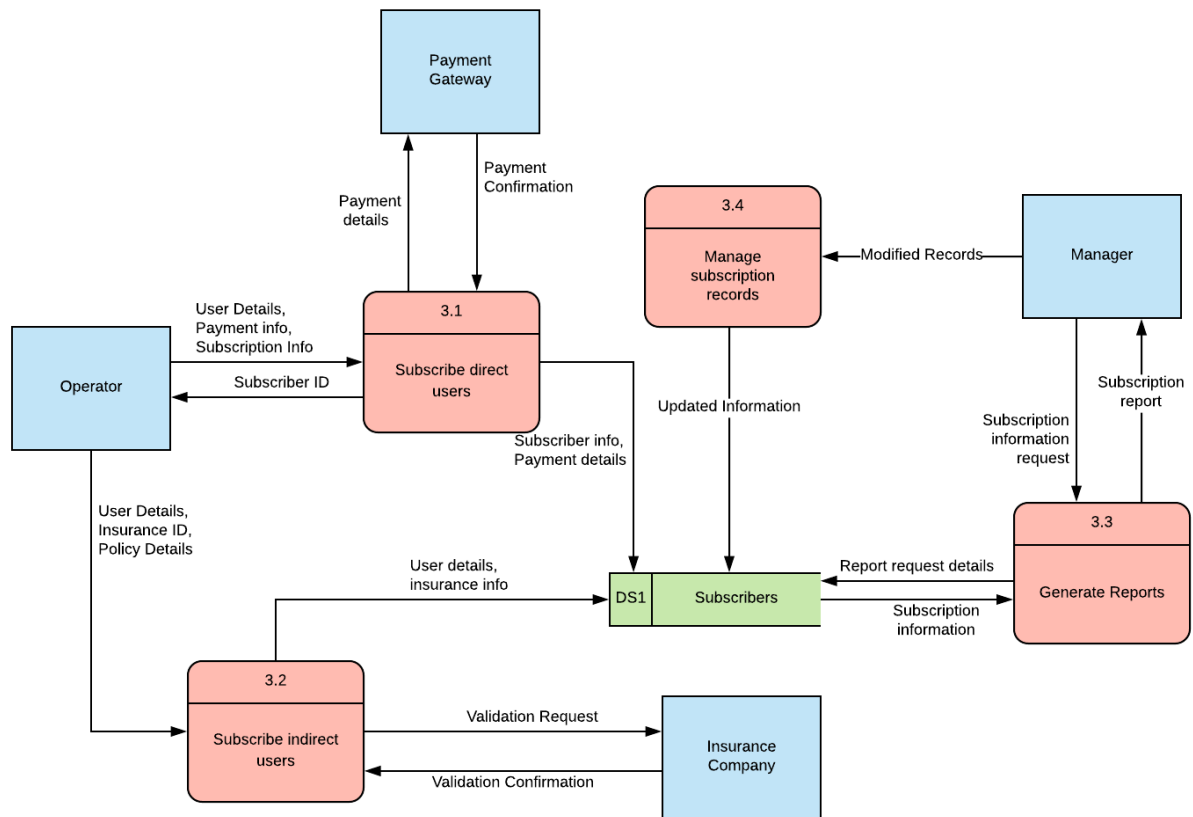 Payment
Gateway
Payment
details
Payment
Confirmation
3.4
Manage
subscription
records
Modified Records
Manager
User Details,
Payment info,
Subscription Info
3.1
Subscribe direct
users
Operator
Subscriber ID
Updated Information
Subscription
report
Subscription
information
request
Subscriber info,
Payment details
User Details,
Insurance ID,
Policy Details
3.3
Generate Reports
User details,
insurance info
DS1
Subscribers
Report request details
Subscription
information
3.2
Subscribe indirect
users
Validation Request
Validation Confirmation
Insurance
Company